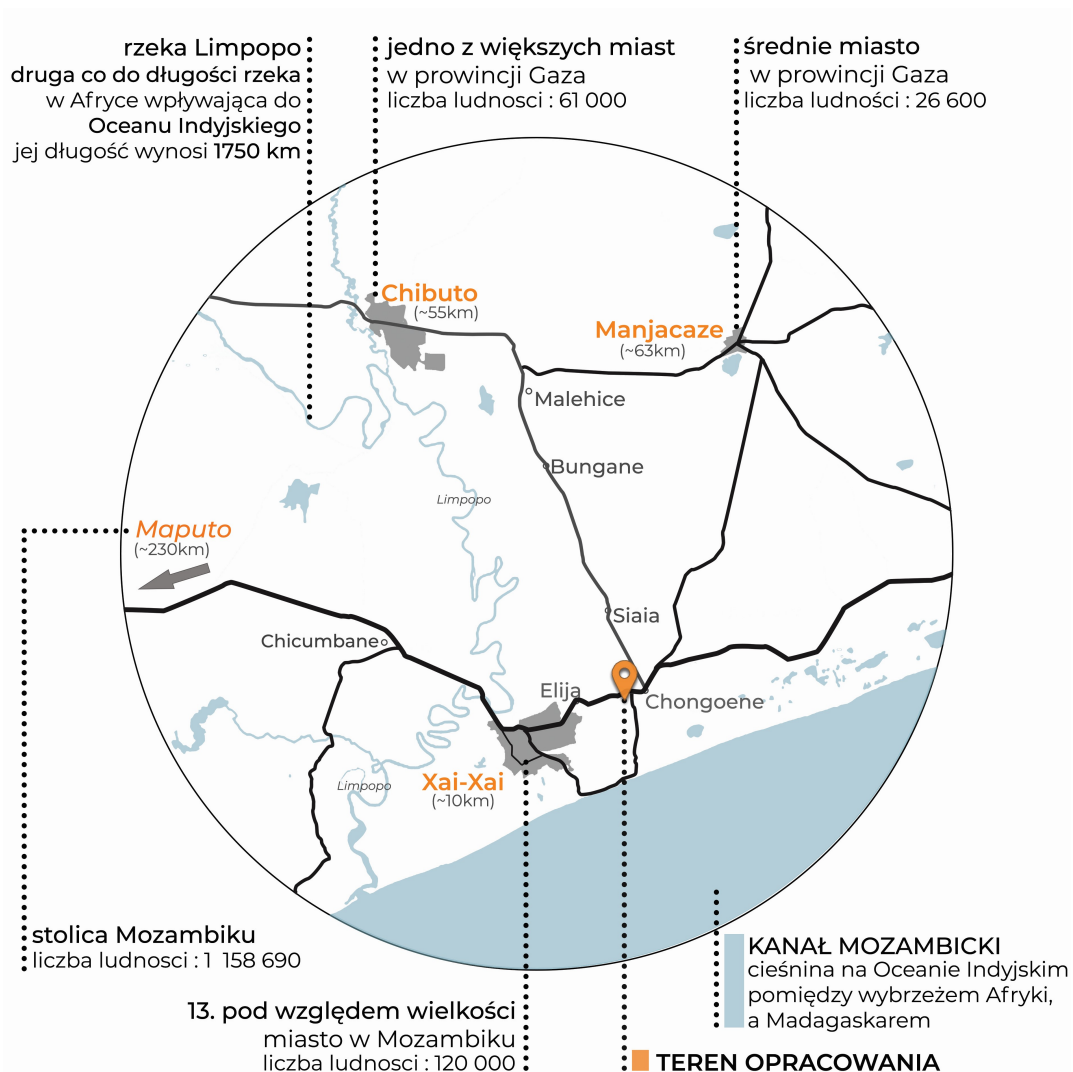 rzeka Limpopo
druga co do długości rzeka
w Afryce wpływająca do
Oceanu Indyjskiego
jej długość wynosi 1750 km
jedno z większych miast
w prowincji Gaza
liczba ludnosci : 61 000
średnie miasto
w prowincji Gaza
liczba ludności : 26 600
Chibuto
(~55km)
Manjacaze
(~63km)
Malehice
Bungane
Limpopo
Maputo
(~230km)
Siaia
Chicumbane
Elija
Chongoene
Xai-Xai
(~10km)
Limpopo
stolica Mozambiku
liczba ludnosci : 1 158 690
KANAŁ MOZAMBICKI
cieśnina na Oceanie Indyjskim
pomiędzy wybrzeżem Afryki,
a Madagaskarem
13. pod względem wielkości
miasto w Mozambiku
liczba ludnosci : 120 000
TEREN OPRACOWANIA